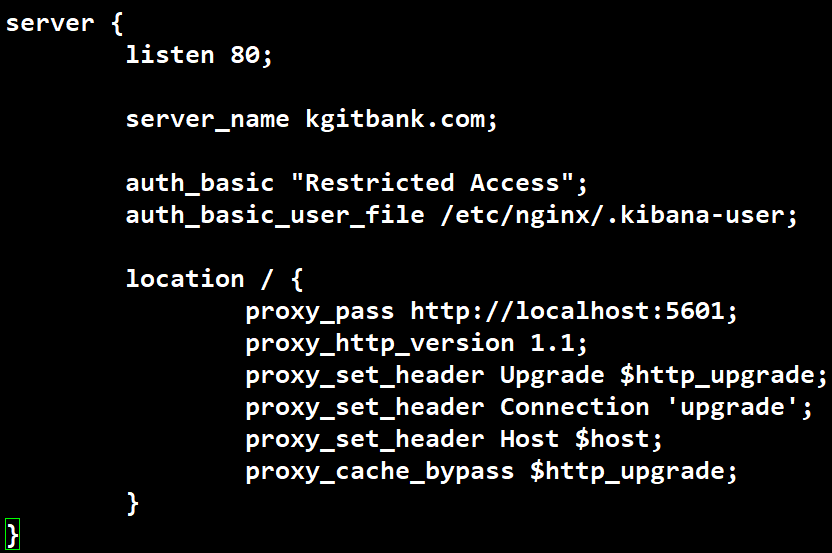 server {
        listen 80;

        server_name kgitbank.com;

        auth_basic "Restricted Access";
        auth_basic_user_file /etc/nginx/.kibana-user;

        location / {
                proxy_pass http://localhost:5601;
                proxy_http_version 1.1;
                proxy_set_header Upgrade $http_upgrade;
                proxy_set_header Connection 'upgrade';
                proxy_set_header Host $host;
                proxy_cache_bypass $http_upgrade;
        }
}